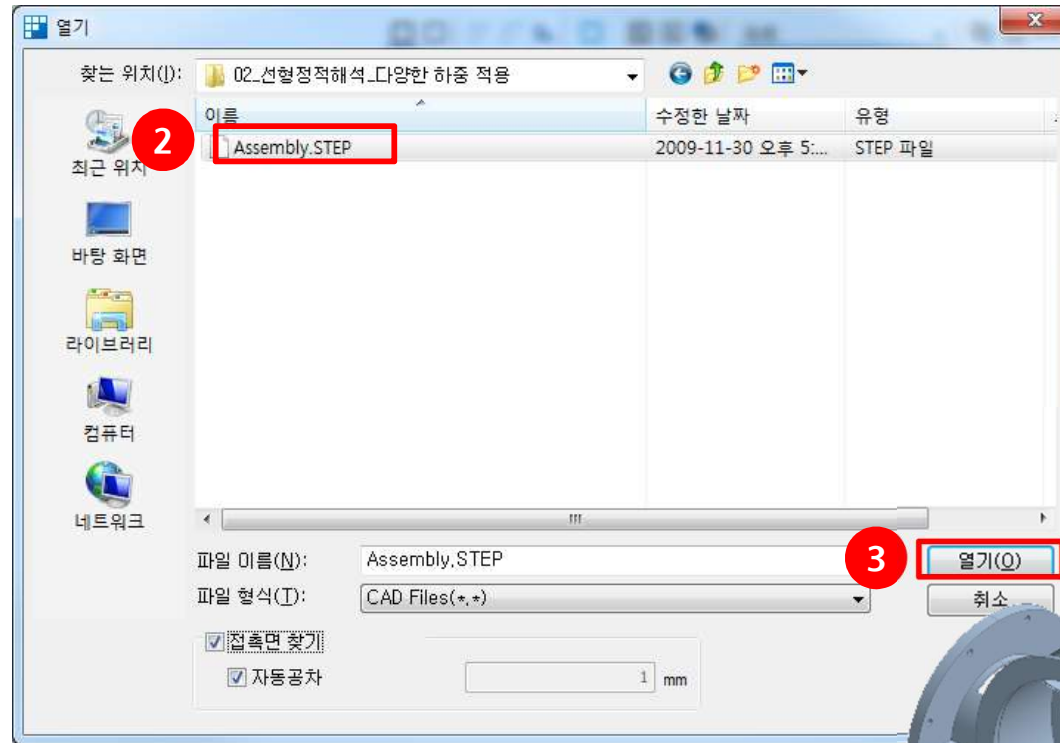 열기
찾는 위치(I): 02_선형정적해석_다양한 하중 적용
이름 수정한 날짜 유형
2 Assembly.STEP 2009-11-30 오후 5:... STEP 파일
최근 위치
바탕 화면
라이브러리
컴퓨터
네트워크
파일 이름(N): Assembly.STEP 3 열기(O)
파일 형식(T): CAD Files(*.*) 취소
접촉면 찾기
자동공차 1 mm